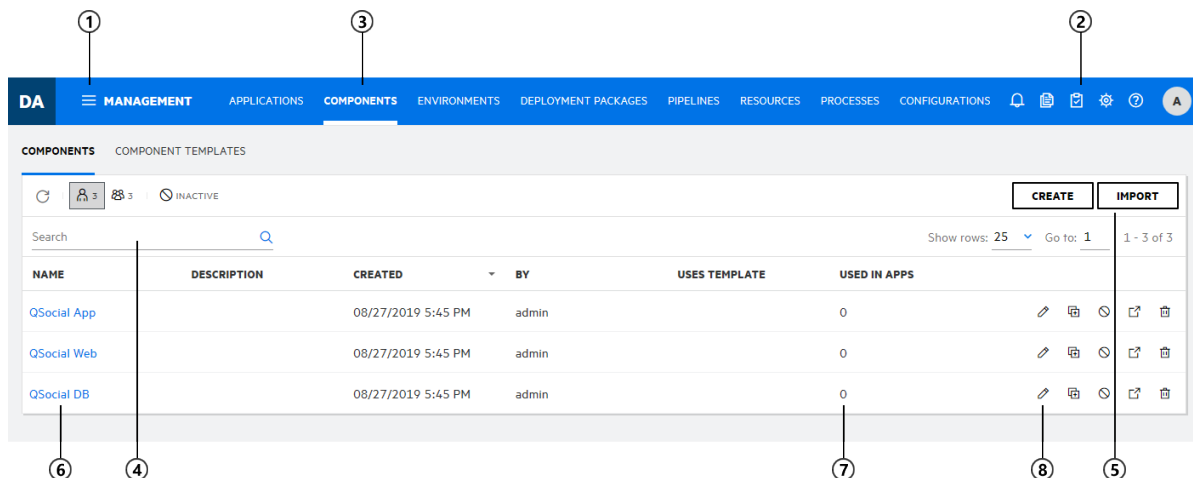 1 3 2
DA MANAGEMENT APPLICATIONS COMPONENTS ENVIRONMENTS DEPLOYMENT PACKAGES PIPELINES RESOURCES PROCESSES CONFIGURATIONS ? A
COMPONENTS COMPONENT TEMPLATES
3 3 INACTIVE CREATE IMPORT
Search Show rows: 25 Go to: 1 1 - 3 of 3
NAME DESCRIPTION CREATED BY USES TEMPLATE USED IN APPS
QSocial App 08/27/2019 5:45 PM admin 0
QSocial Web 08/27/2019 5:45 PM admin 0
QSocial DB 08/27/2019 5:45 PM admin 0
6 4 7 8 5